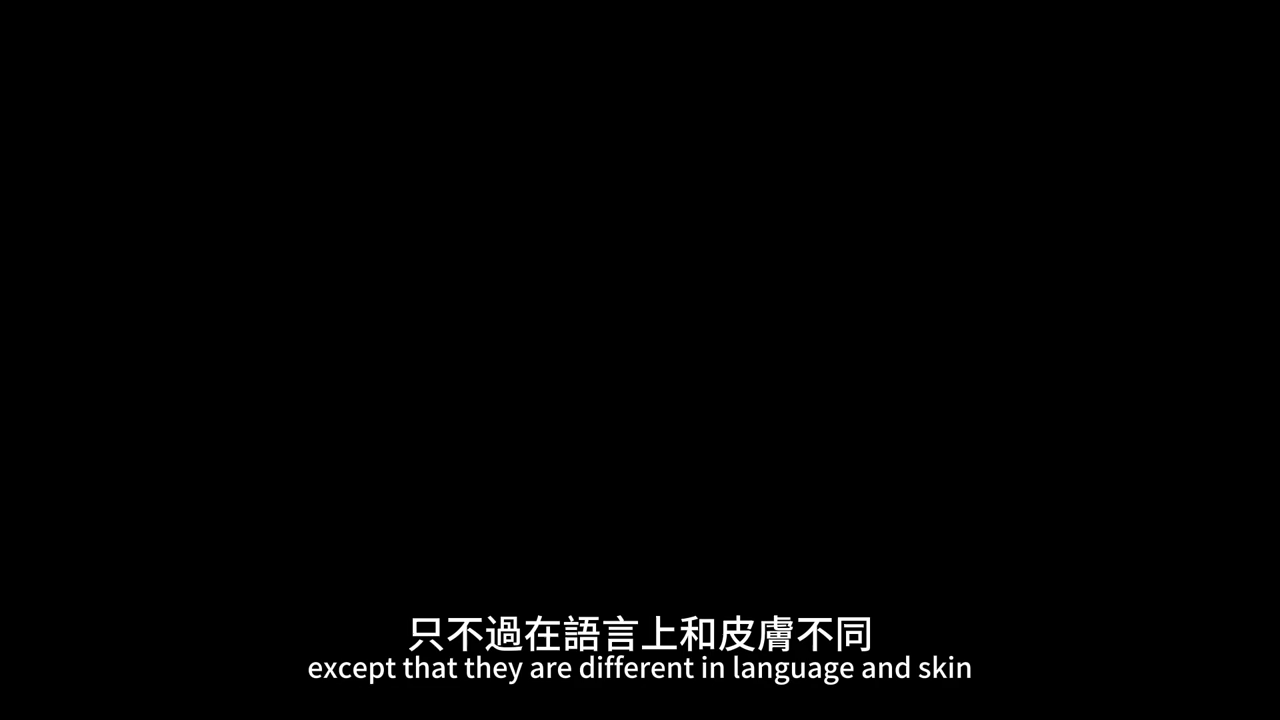 只不過在語言上和皮膚不同
except that they are different in language and skin